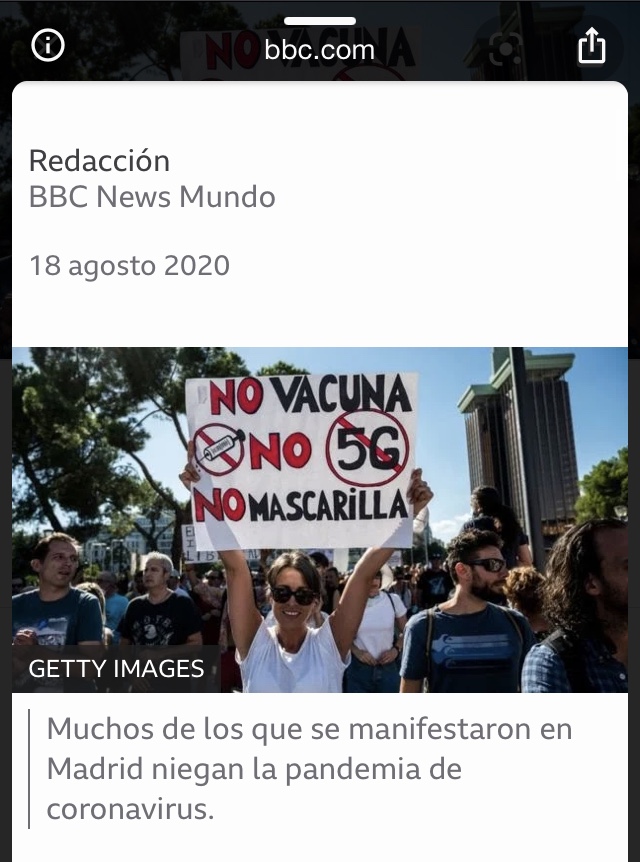 bbc.com
Redacción
BBC News Mundo
18 agosto 2020
NO VACUNA
NO 5G
NO MASCARiLLA
GETTY IMAGES
Muchos de los que se manifestaron en
Madrid niegan la pandemia de
coronavirus.